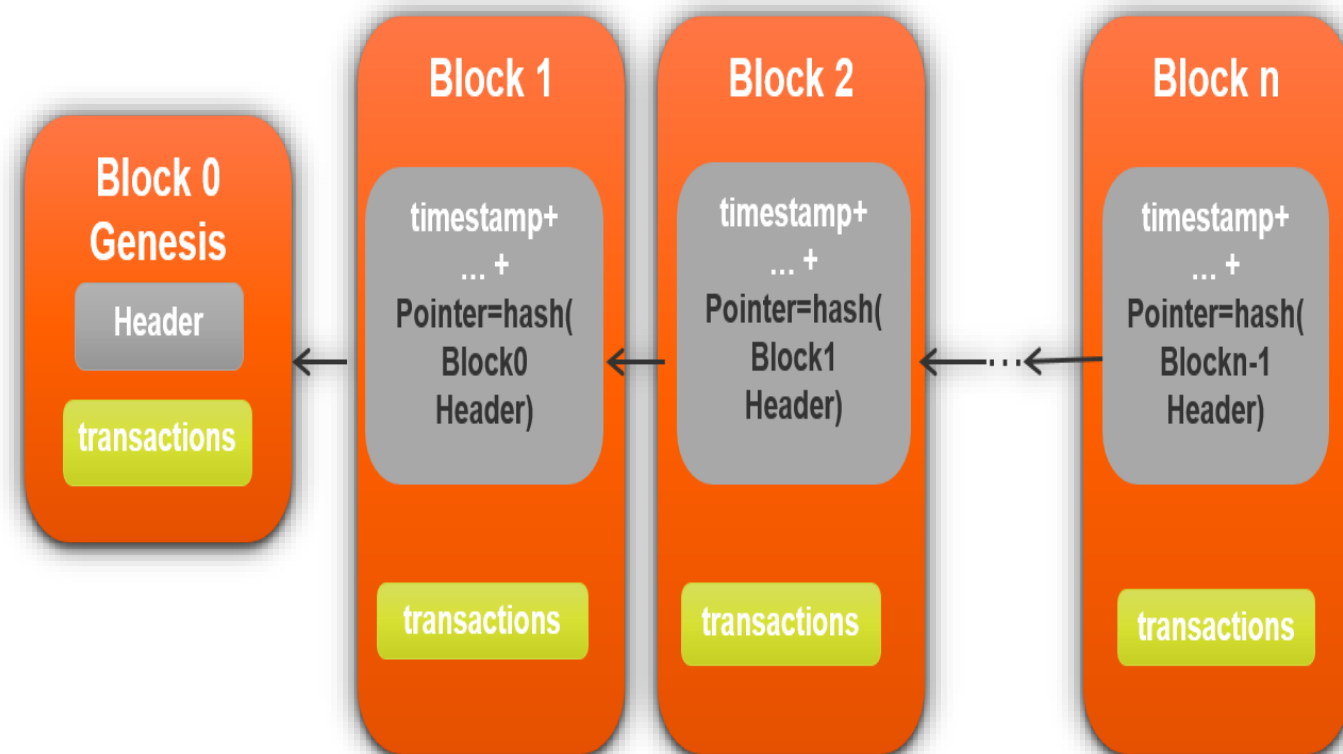 Block 0
Genesis
Header
transactions
Block 1
timestamp+
... +
Pointer=hash(
Block0
Header)
transactions
Block 2
timestamp+
... +
Pointer=hash(
Block1
Header)
transactions
...
Block n
timestamp+
... +
Pointer=hash(
Blockn-1
Header)
transactions